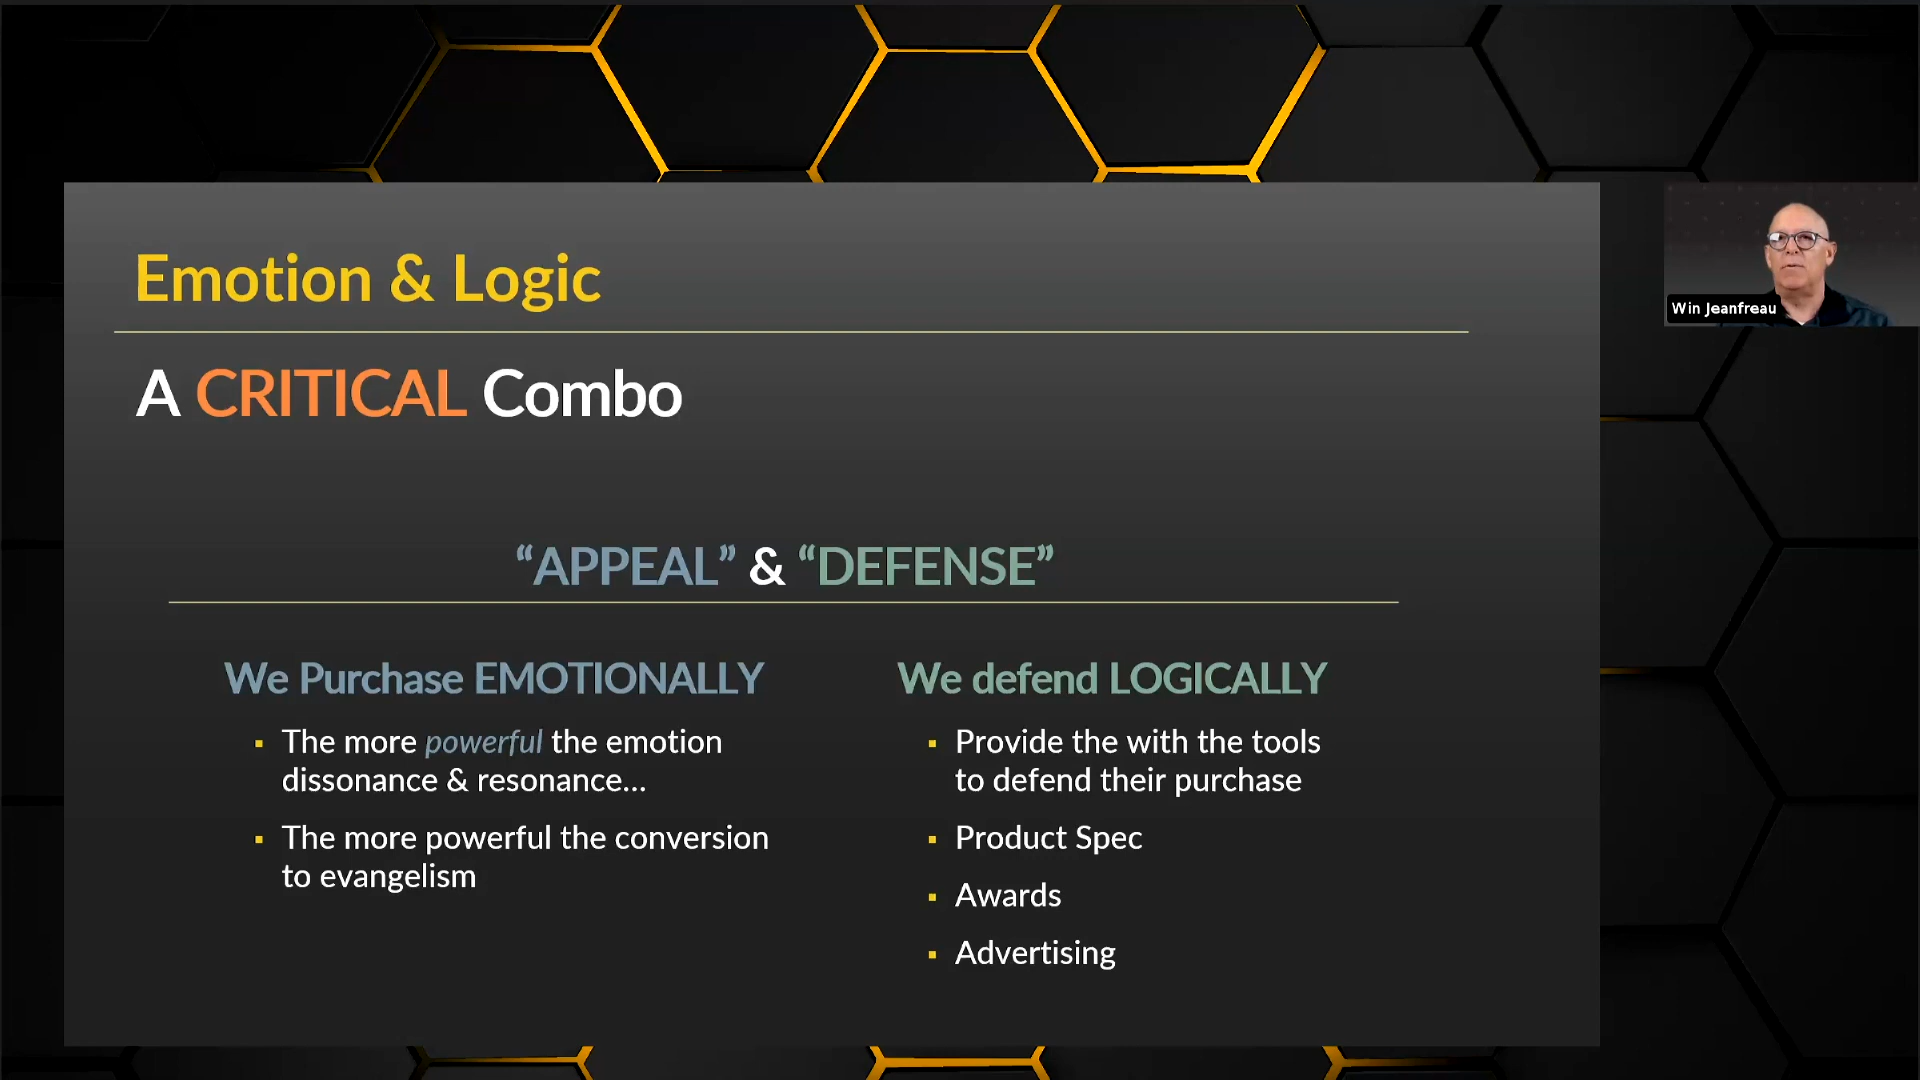 Emotion & Logic
A CRITICAL Combo
“APPEAL” & “DEFENSE”
We Purchase EMOTIONALLY
▪ The more powerful the emotion
dissonance & resonance...
▪ The more powerful the conversion
to evangelism
We defend LOGICALLY
▪ Provide the with the tools
to defend their purchase
▪ Product Spec
▪ Awards
▪ Advertising
Win Jeanfreau